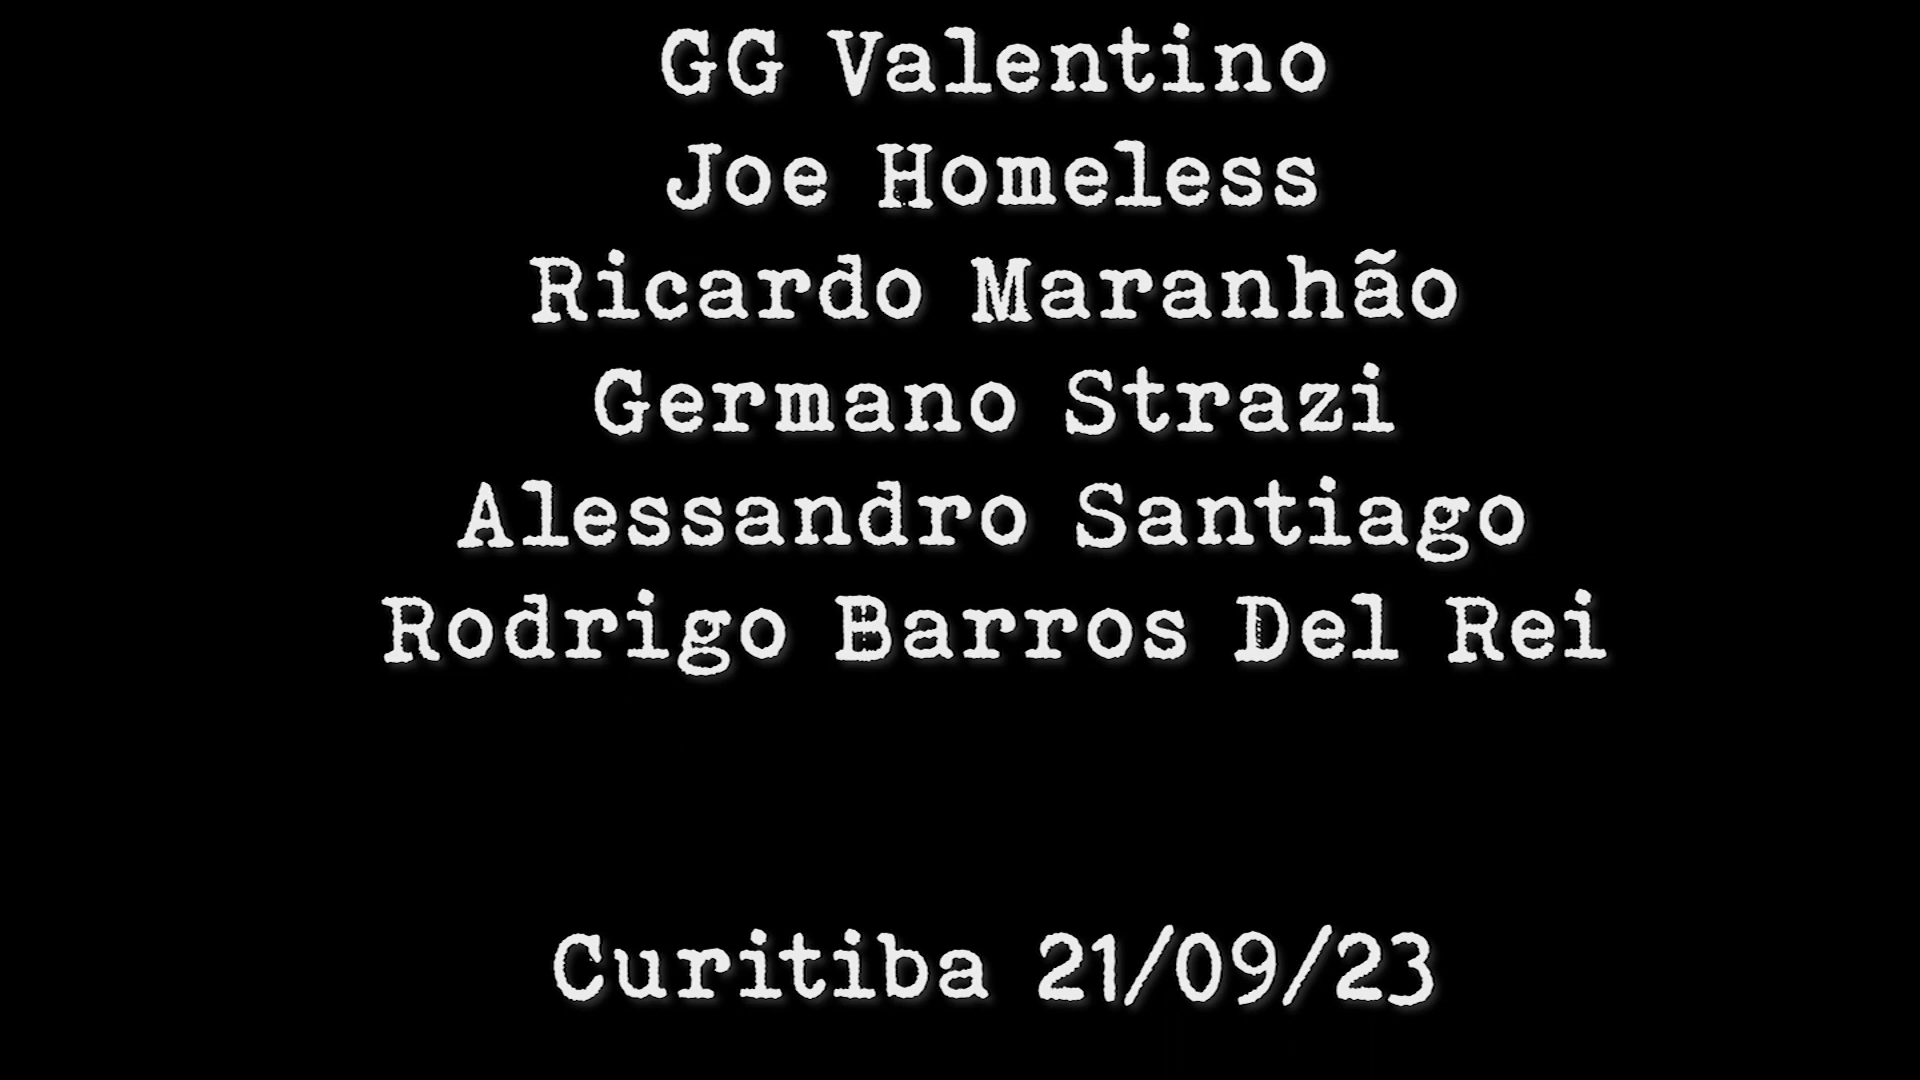 GG Valentino
Joe Homeless
Ricardo Maranhão
Germano Strazi
Alessandro Santiago
Rodrigo Barros Del Rei
Curitiba 21/09/23